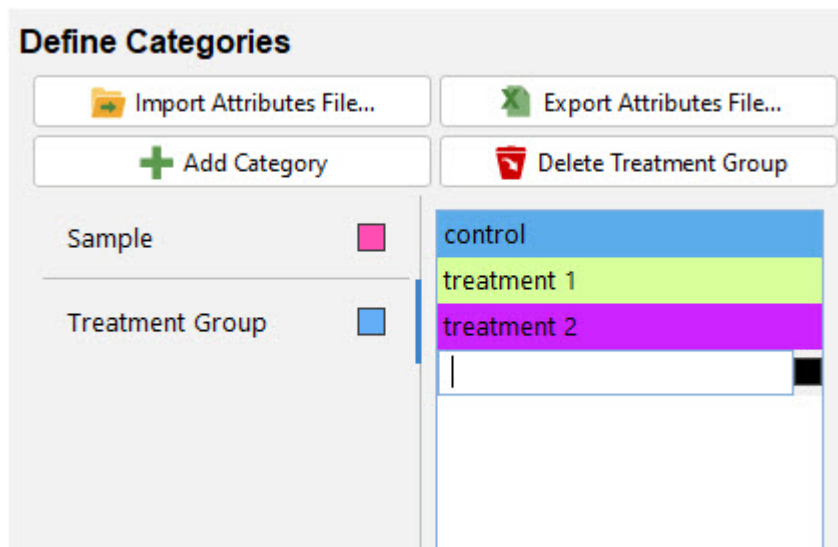 Define Categories
Import Attributes File...
Export Attributes File...
Add Category
Delete Treatment Group
Sample
control
treatment 1
Treatment Group
treatment 2